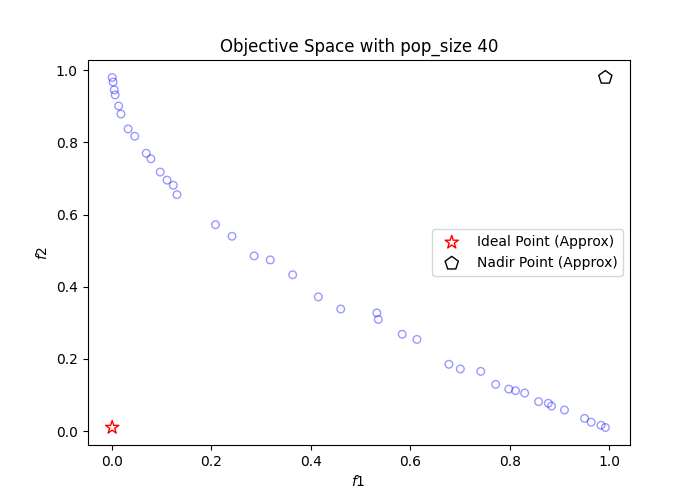 Objective Space with pop_size 40
1.0
0.8
0.6
0.4
0.2
0.0
f2
Ideal Point (Approx)
Nadir Point (Approx)
0.0 0.2 0.4 0.6 0.8 1.0
f1